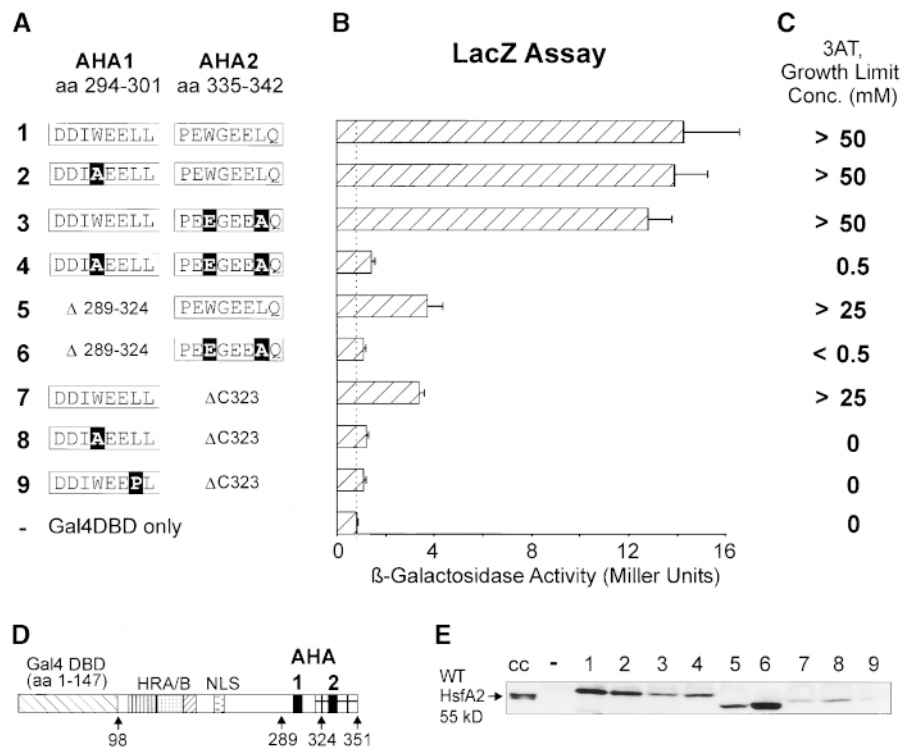 A
AHA1 AHA2
aa 294-301 aa 335-342
1 DDIWEELL PEWGEELQ
2 DDIAEELL PEWGEELQ
3 DDIWEELL PEEGEEAQ
4 DDIAEELL PEEGEEAQ
5 Δ 289-324 PEWGEELQ
6 Δ 289-324 PEEGEEAQ
7 DDIWEELL ΔC323
8 DDIAEELL ΔC323
9 DDIWEEPL ΔC323
- Gal4DBD only
B
LacZ Assay
0 4 8 12 16
ß-Galactosidase Activity (Miller Units)
C
3AT,
Growth Limit
Conc. (mM)
> 50
> 50
> 50
0.5
> 25
< 0.5
> 25
0
0
0
D
Gal4 DBD
(aa 1-147)
HRA/B NLS
AHA
1 2
98 289 324 351
E
cc - 1 2 3 4 5 6 7 8 9
WT
HsfA2
55 kD